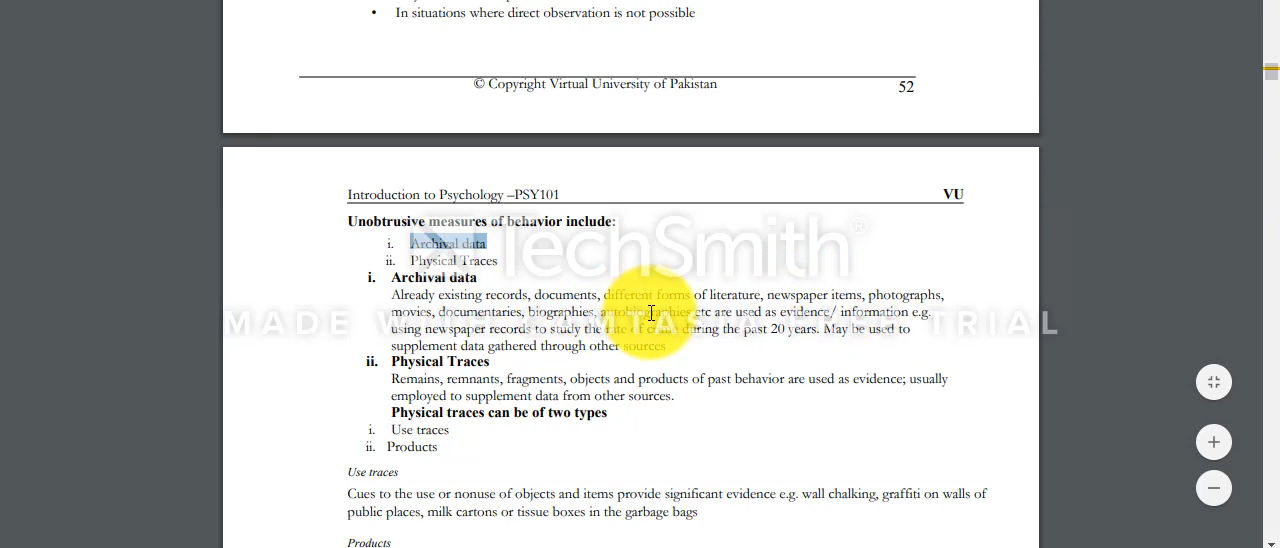 • In situations where direct observation is not possible
© Copyright Virtual University of Pakistan
52
Introduction to Psychology –PSY101 VU
Unobtrusive measures of behavior include:
i. Archival data
ii. Physical Traces
i. Archival data
Already existing records, documents, different forms of literature, newspaper items, photographs,
movies, documentaries, biographies, autobiographies etc are used as evidence/ information e.g.
using newspaper records to study the rate of crime during the past 20 years. May be used to
supplement data gathered through other sources
ii. Physical Traces
Remains, remnants, fragments, objects and products of past behavior are used as evidence; usually
employed to supplement data from other sources.
Physical traces can be of two types
i. Use traces
ii. Products
Use traces
Cues to the use or nonuse of objects and items provide significant evidence e.g. wall chalking, graffiti on walls of
public places, milk cartons or tissue boxes in the garbage bags
Products
TechSmith®
MADE WITH CAMTASIA FREE TRIAL